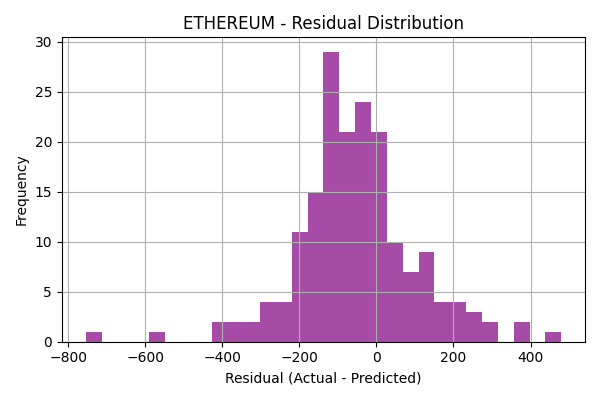 ETHEREUM - Residual Distribution
30
25
20
15
10
5
0
Frequency
−800 −600 −400 −200 0 200 400
Residual (Actual - Predicted)